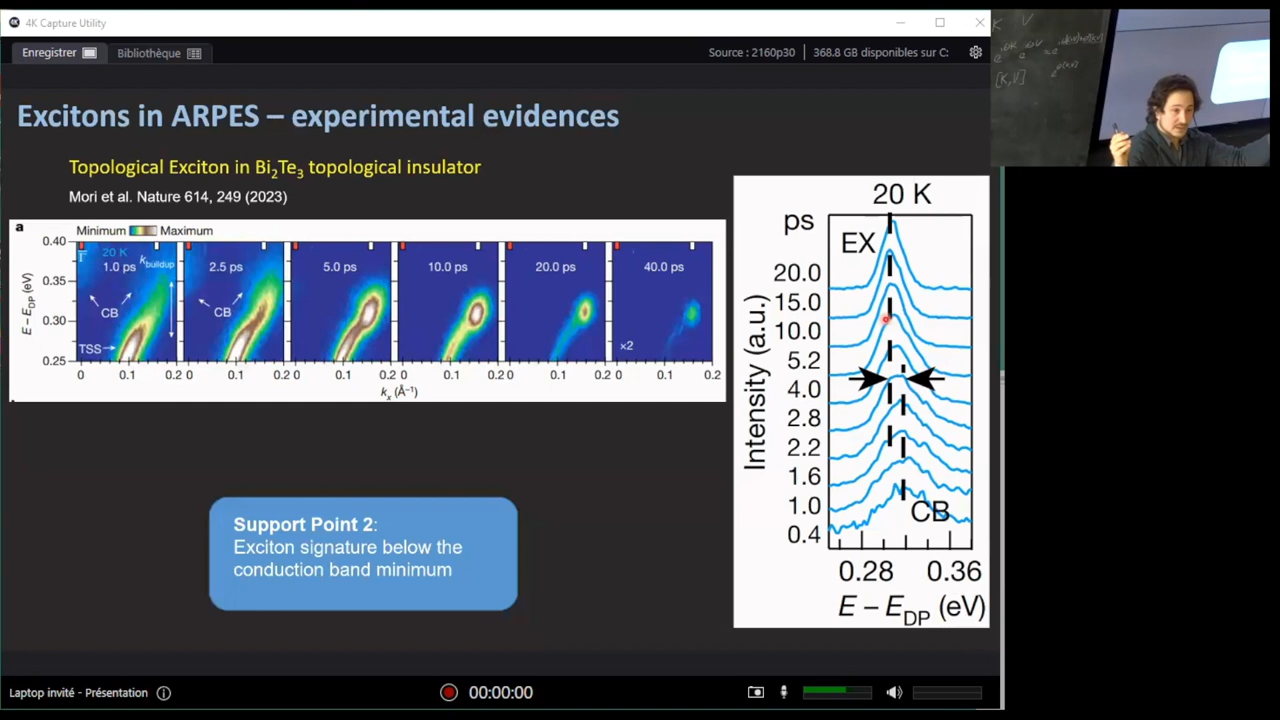 4K Capture Utility
Enregistrer
Bibliothèque
Source : 2160p30
368.8 GB disponibles sur C:
Excitons in ARPES – experimental evidences
Topological Exciton in Bi₂Te₃ topological insulator
Mori et al. Nature 614, 249 (2023)
a
Minimum
Maximum
0.40
0.35
0.30
0.25
E – E_DP (eV)
20 K
1.0 ps
k_buildup
CB
TSS
2.5 ps
CB
5.0 ps
10.0 ps
20.0 ps
40.0 ps
×2
0 0.1 0.2 0 0.1 0.2 0 0.1 0.2 0 0.1 0.2 0 0.1 0.2 0 0.1 0.2
kₓ (Å⁻¹)
20 K
ps
EX
20.0
15.0
10.0
5.2
4.0
2.8
2.2
1.6
1.0
0.4
CB
Intensity (a.u.)
0.28 0.36
E – E_DP (eV)
Support Point 2:
Exciton signature below the
conduction band minimum
K V
[K,V]
Laptop invité - Présentation
00:00:00